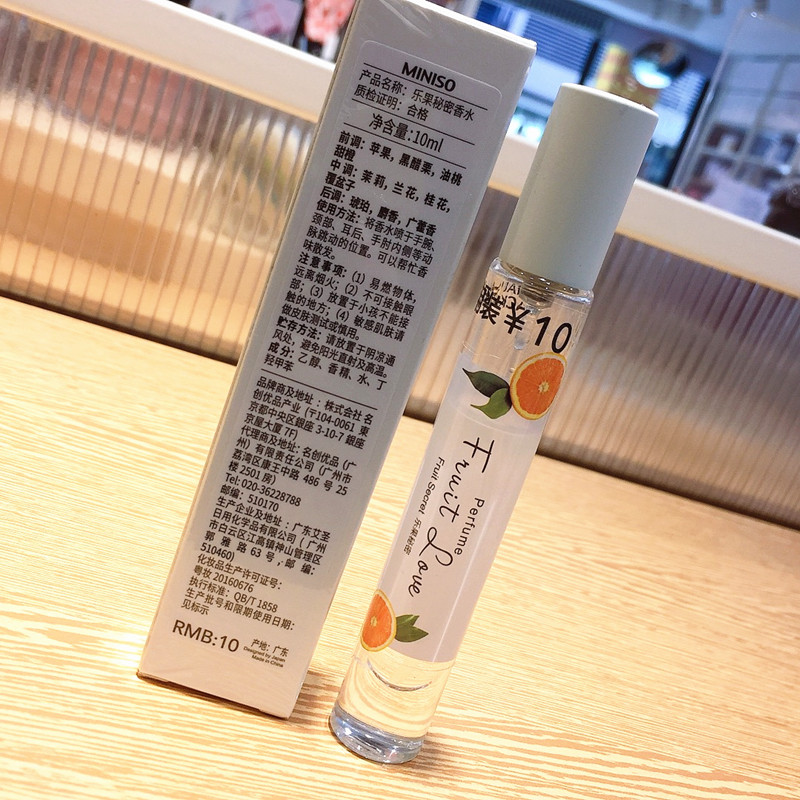 MINISO
产品名称：乐果秘密香水
质检证明：合格
净含量:10ml
前调：苹果，黑醋栗，油桃
甜橙
中调：茉莉，兰花，桂花，
覆盆子
后调：琥珀，麝香，广藿香
使用方法：将香水喷于手腕、
颈部、耳后、手肘内侧等动
脉跳动的位置。可以帮忙香
味散发。
注意事项：(1) 易燃物体，
远离烟火；(2) 不可接触眼
部；(3) 放置于小孩不能接
触的地方；(4) 敏感肌肤请
做皮肤测试或慎用。
贮存方法：请放置于阴凉通
风处，避免阳光直射及高温。
成分：乙醇、香精、水、丁
羟甲苯
品牌商及地址：株式会社名
创优品产业（〒104-0061 東
京都中央区銀座 3-10-7 銀座
京屋大廈 7F）
代理商及地址：名创优品（广
州）有限责任公司（广州市
荔湾区康王中路 486 号 25
楼 2501 房）
Tel: 020-36228788
邮编：510170
生产企业及地址：广东艾圣
日用化学品有限公司（广州
市白云区江高镇神山管理区
郭雅路 63 号，邮编：
510460）
化妆品生产许可证号：
粤妆 20160676
执行标准：QB/T 1858
生产批号和限期使用日期：
见标示
RMB:10
产地：广东
Designed by Japan
Made in China
10
Perfume
Fruit Love
Fruit Secret 乐果秘密